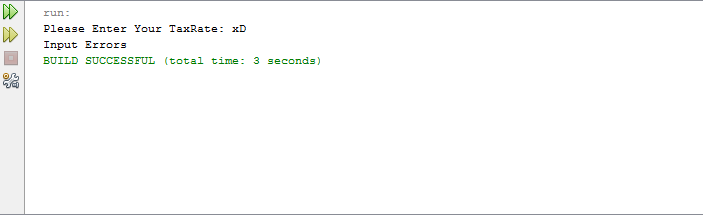 run:
Please Enter Your TaxRate: xD
Input Errors
BUILD SUCCESSFUL (total time: 3 seconds)